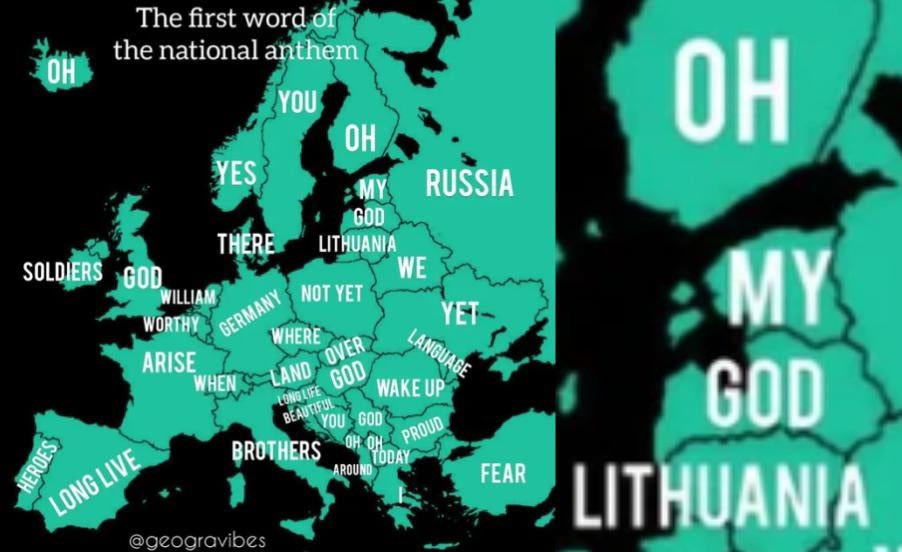 The first word of
the national anthem
OH
YOU
OH
YES
MY
RUSSIA
GOD
THERE
LITHUANIA
WE
SOLDIERS
GOD
WILLIAM
GERMANY
NOT YET
WORTHY
YET
WHERE
LANGUAGE
ARISE
OVER
WHEN
LAND
GOD
WAKE UP
LONG LIFE
BEAUTIFUL
YOU
GOD
PROUD
OH
OH
TODAY
BROTHERS
AROUND
HEROES
LONG LIVE
FEAR
I
@geogravibes
OH
MY
GOD
LITHUANIA